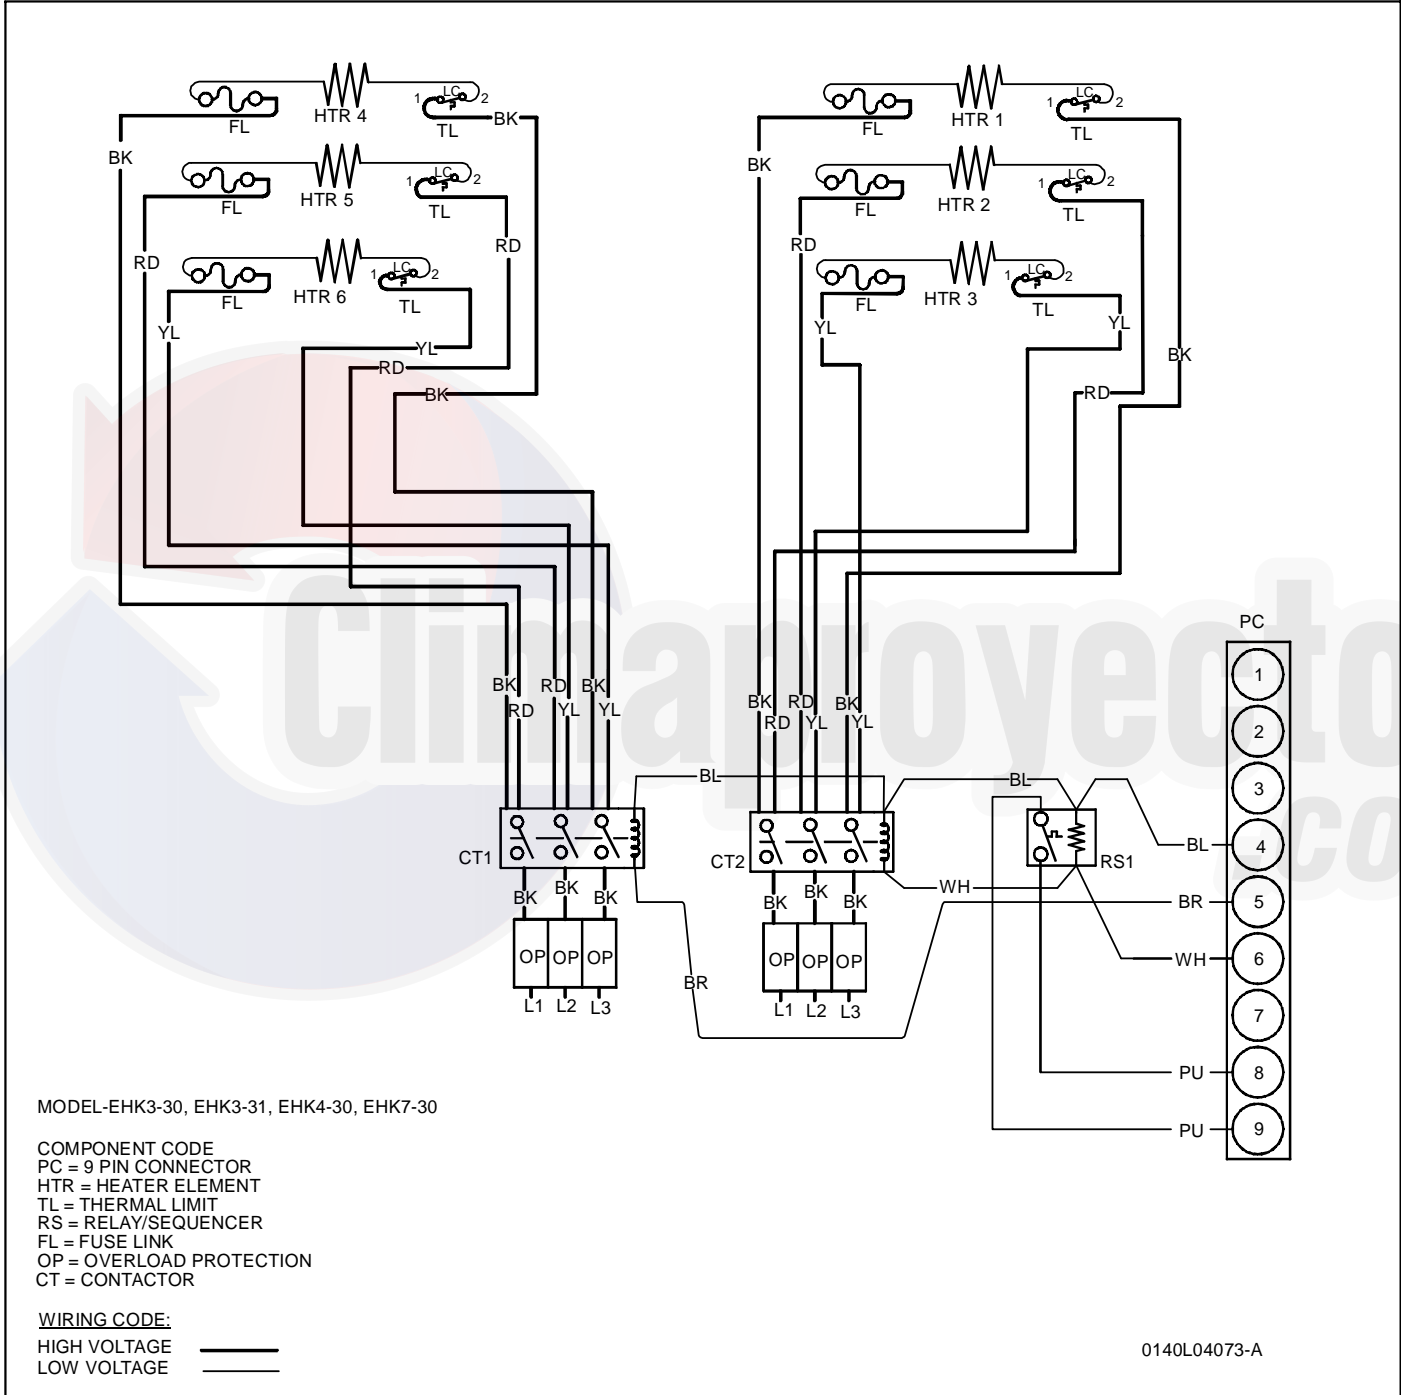 HTR 4
LC
1 2
FL
TL
BK
BK
HTR 5
LC
1 2
FL
TL
RD
RD
HTR 6
LC
1 2
FL
TL
YL
YL
RD
BK
HTR 1
LC
1 2
FL
TL
BK
HTR 2
LC
1 2
FL
TL
RD
HTR 3
LC
1 2
FL
TL
YL
YL
BK
RD
Climaproyecto
.co
BK RD BK
RD YL YL
BK RD BK
RD YL YL
BL
BL
CT1
CT2
RS1
WH
BK BK BK
BK BK BK
OP OP OP
OP OP OP
L1 L2 L3
L1 L2 L3
BR
PC
1
2
3
BL 4
BR 5
WH 6
7
PU 8
PU 9
MODEL-EHK3-30, EHK3-31, EHK4-30, EHK7-30
COMPONENT CODE
PC = 9 PIN CONNECTOR
HTR = HEATER ELEMENT
TL = THERMAL LIMIT
RS = RELAY/SEQUENCER
FL = FUSE LINK
OP = OVERLOAD PROTECTION
CT = CONTACTOR
WIRING CODE:
HIGH VOLTAGE
LOW VOLTAGE
0140L04073-A